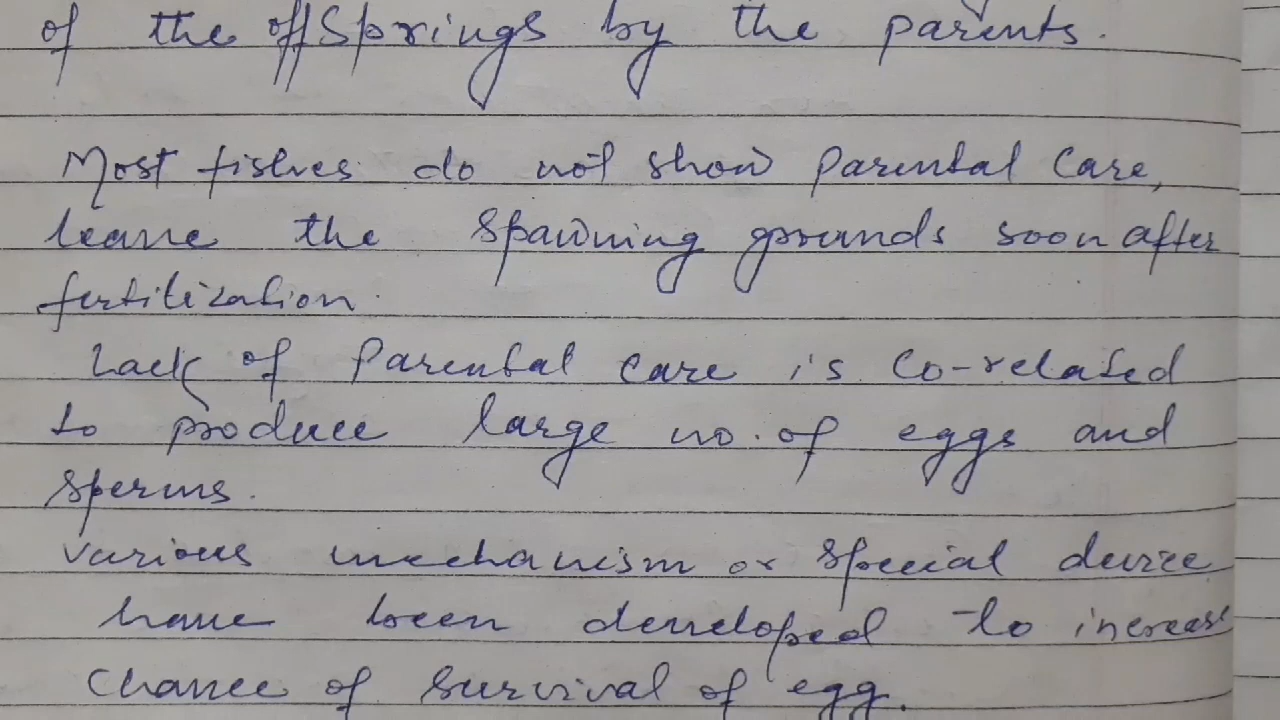 of the offSprings by the parents.
Most fishes do not show Parental Care,
leave the Spawning grounds soon after
fertilization.
Lack of Parental care is Co-related
to produce large no. of eggs and
sperms.
various mechanism or special device
have been developed to increase
Chance of survival of egg.